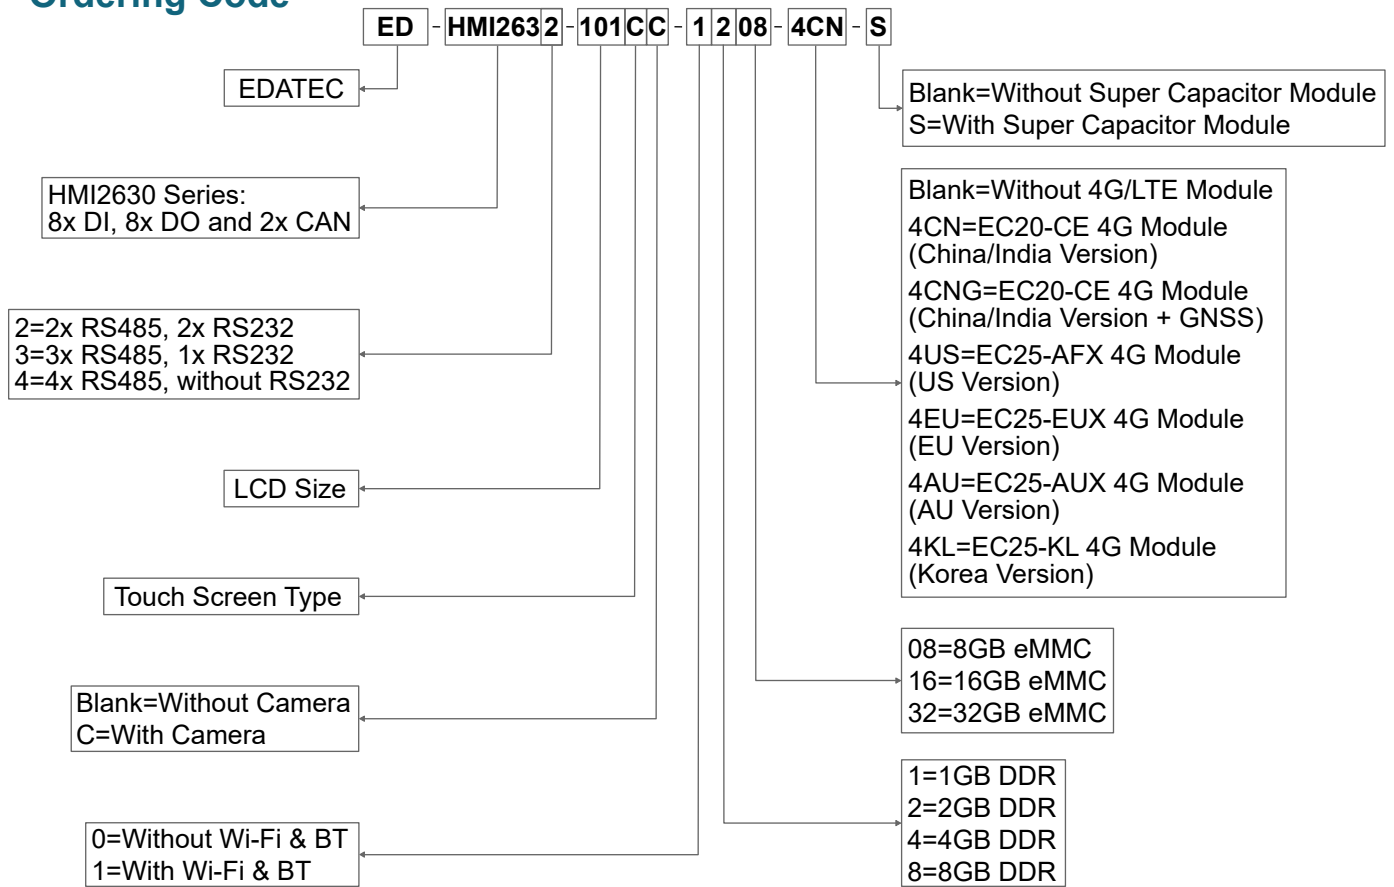 Ordering Code
ED - HMI2632 - 101CC - 1208 - 4CN - S
EDATEC
HMI2630 Series:
8x DI, 8x DO and 2x CAN
2=2x RS485, 2x RS232
3=3x RS485, 1x RS232
4=4x RS485, without RS232
LCD Size
Touch Screen Type
Blank=Without Camera
C=With Camera
0=Without Wi-Fi & BT
1=With Wi-Fi & BT
Blank=Without Super Capacitor Module
S=With Super Capacitor Module
Blank=Without 4G/LTE Module
4CN=EC20-CE 4G Module
(China/India Version)
4CNG=EC20-CE 4G Module
(China/India Version + GNSS)
4US=EC25-AFX 4G Module
(US Version)
4EU=EC25-EUX 4G Module
(EU Version)
4AU=EC25-AUX 4G Module
(AU Version)
4KL=EC25-KL 4G Module
(Korea Version)
08=8GB eMMC
16=16GB eMMC
32=32GB eMMC
1=1GB DDR
2=2GB DDR
4=4GB DDR
8=8GB DDR